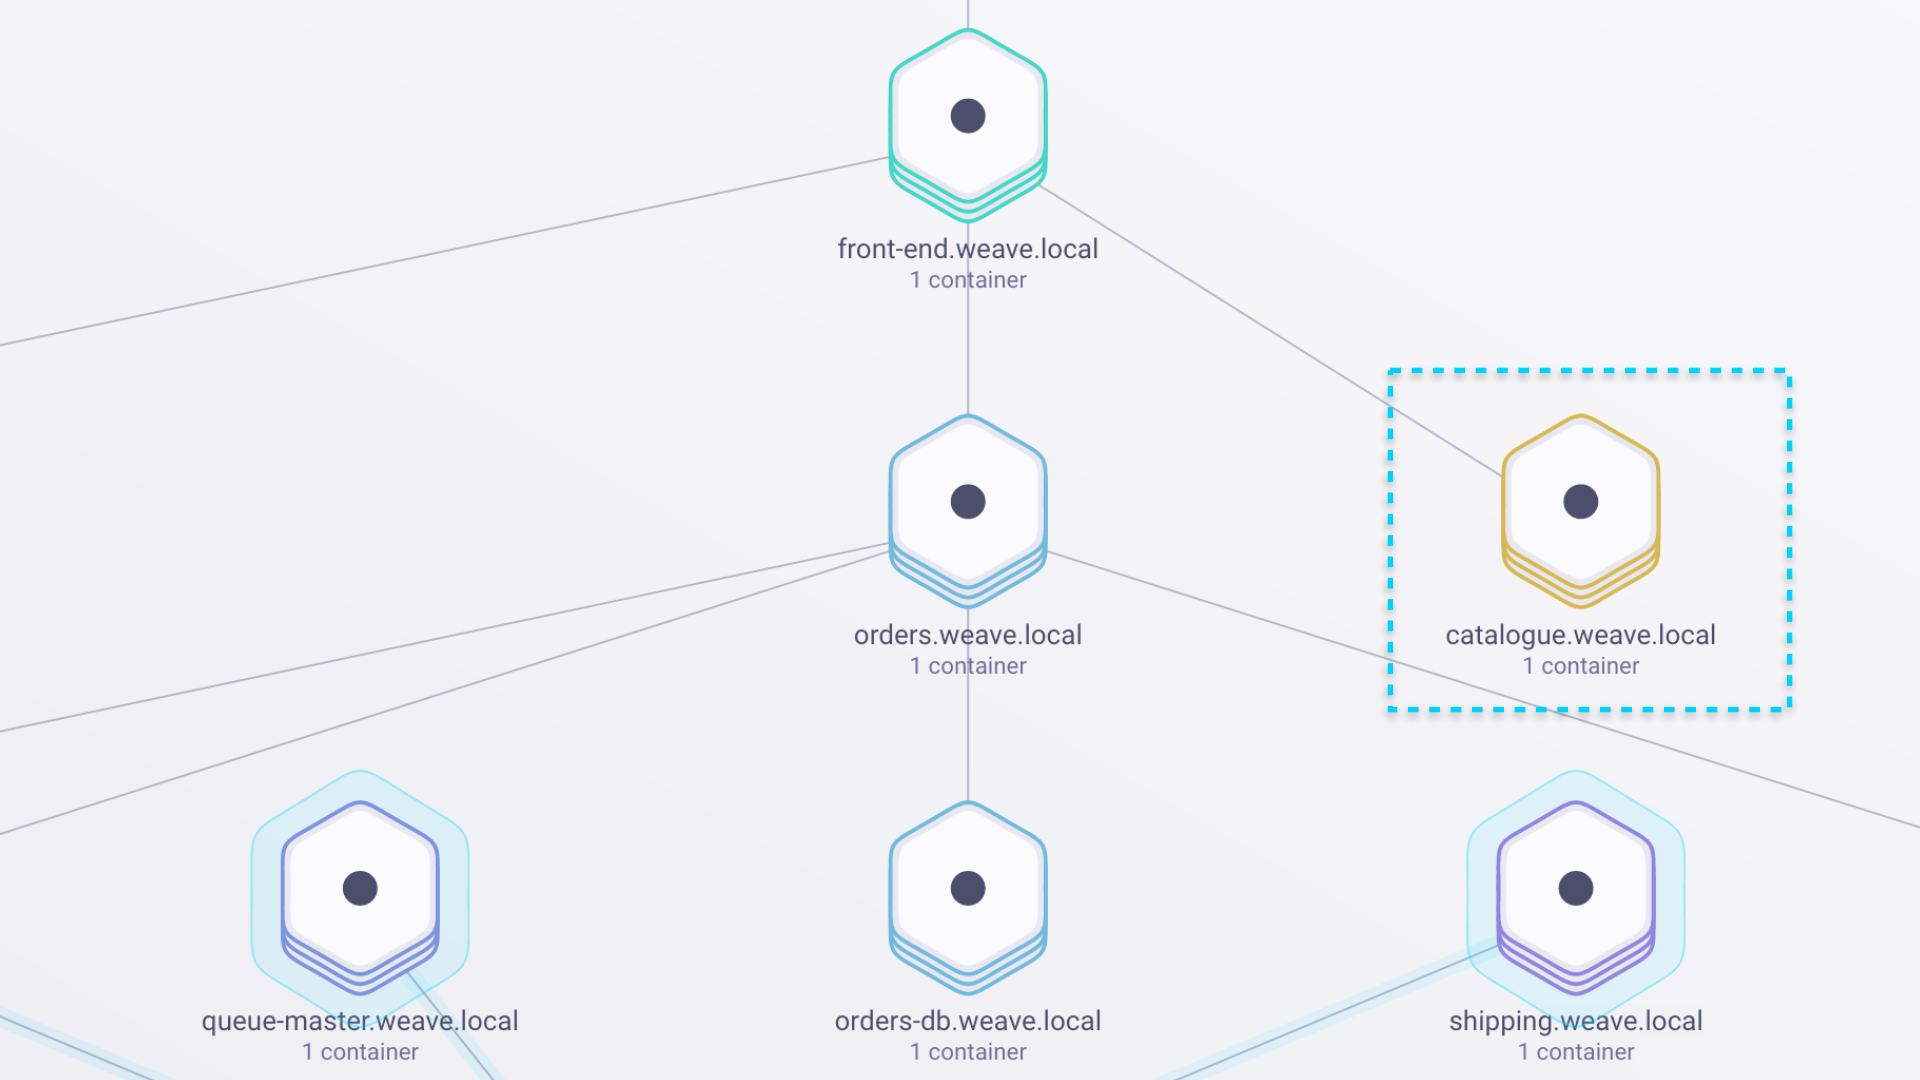 front-end.weave.local
1 container
orders.weave.local
1 container
catalogue.weave.local
1 container
queue-master.weave.local
1 container
orders-db.weave.local
1 container
shipping.weave.local
1 container